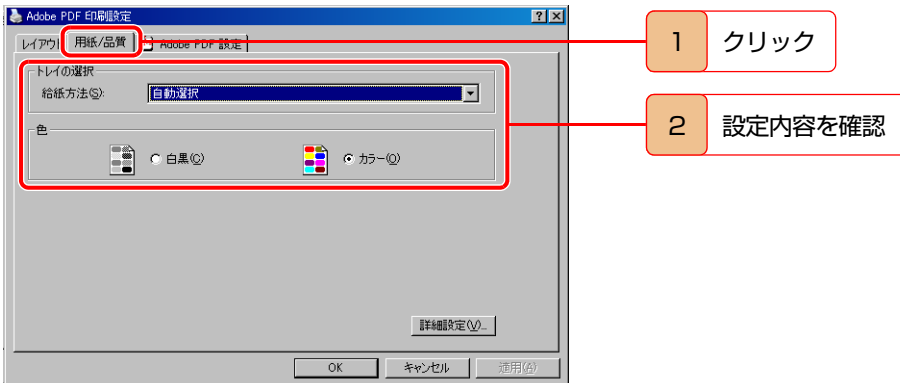 Adobe PDF 印刷設定
レイアウト 用紙/品質 Adobe PDF 設定
1 クリック
トレイの選択
給紙方法(S): 自動選択
2 設定内容を確認
色
白黒(C) カラー(O)
詳細設定(V)...
OK キャンセル 適用(A)